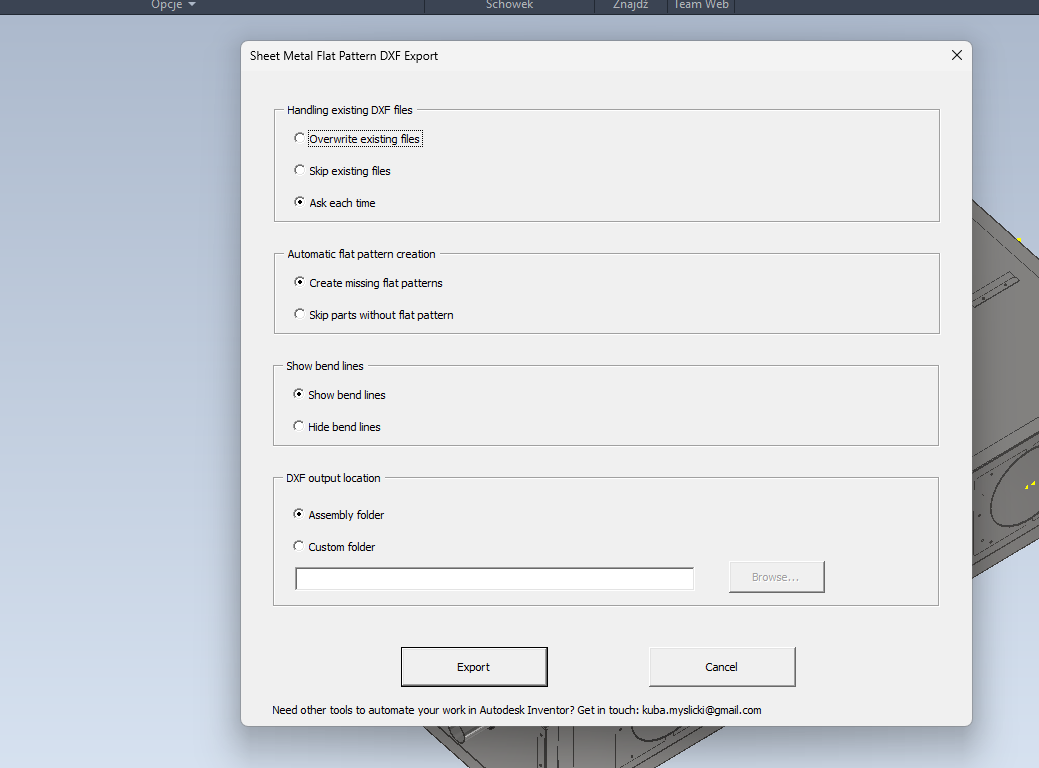 Opcje
Schowek
Znajdź
Team Web
Sheet Metal Flat Pattern DXF Export
Handling existing DXF files
Overwrite existing files
Skip existing files
Ask each time
Automatic flat pattern creation
Create missing flat patterns
Skip parts without flat pattern
Show bend lines
Show bend lines
Hide bend lines
DXF output location
Assembly folder
Custom folder
Browse...
Export
Cancel
Need other tools to automate your work in Autodesk Inventor? Get in touch: kuba.myslicki@gmail.com